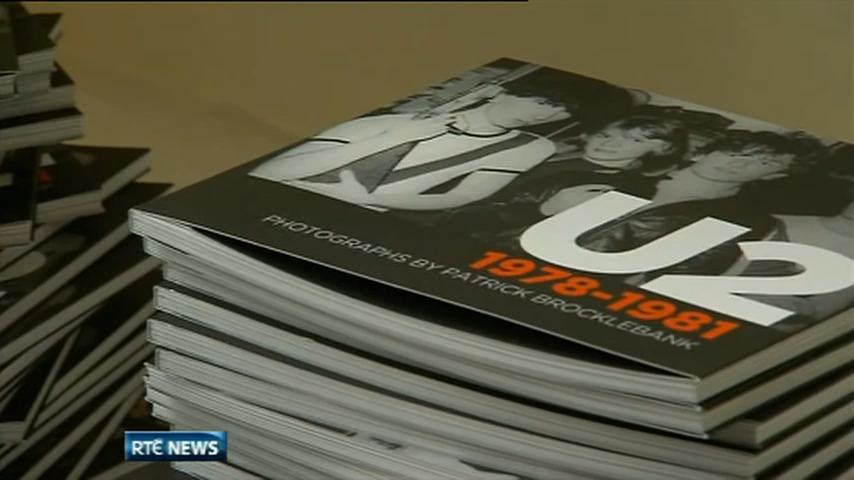 U2
1978-1981
PHOTOGRAPHS BY PATRICK BROCKLEBANK
RTÉ NEWS